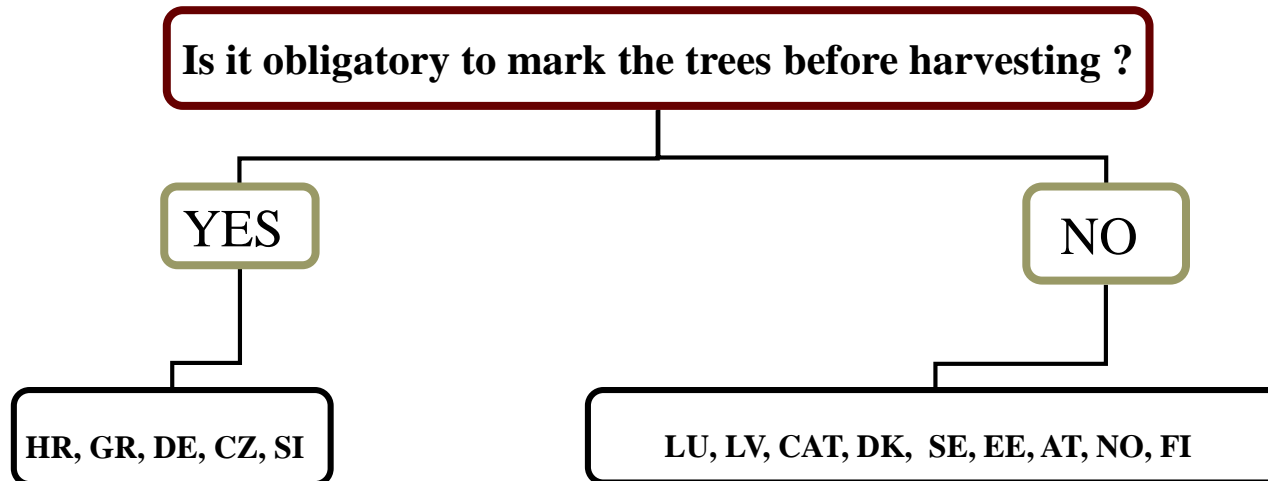 Is it obligatory to mark the trees before harvesting ?
YES
NO
HR, GR, DE, CZ, SI
LU, LV, CAT, DK, SE, EE, AT, NO, FI